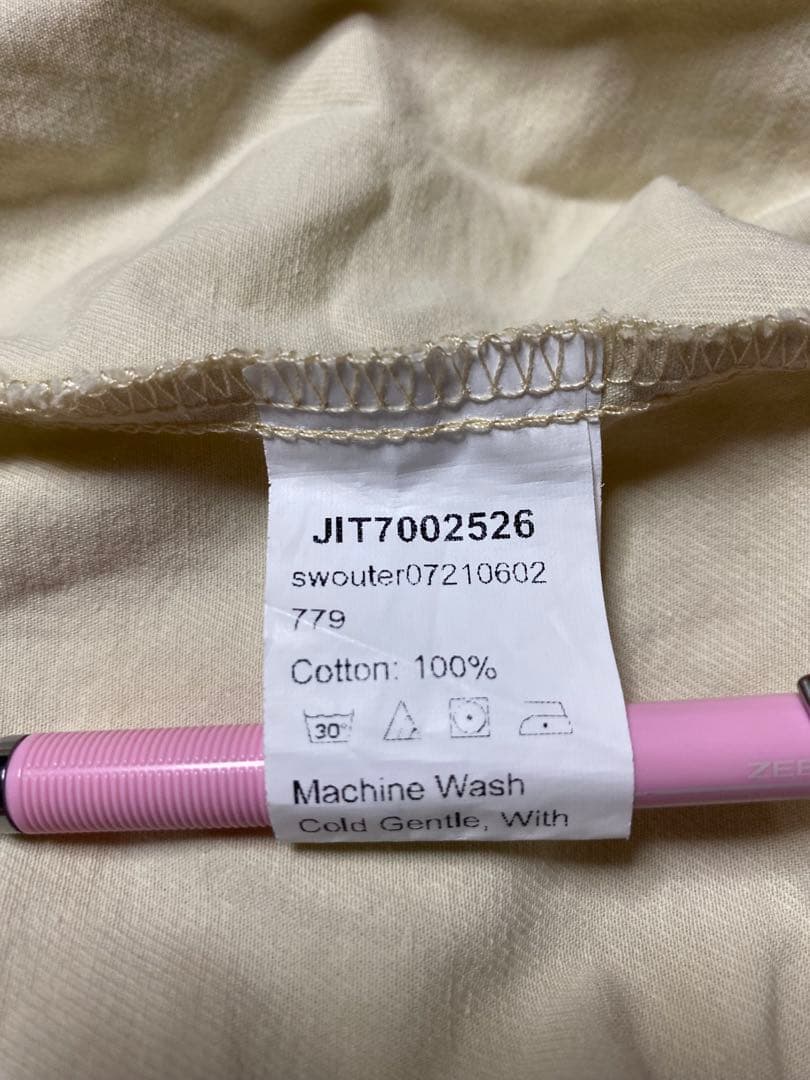 JIT7002526
swouter07210602
779
Cotton: 100%
30°
Machine Wash
Cold Gentle, With